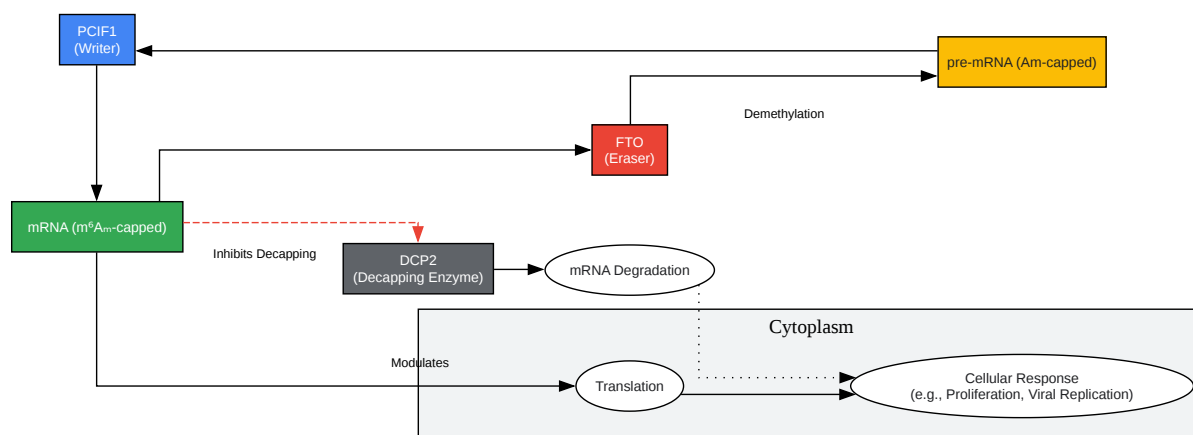 PCIF1
(Writer)
pre-mRNA (Am-capped)
Demethylation
FTO
(Eraser)
mRNA (m⁶Aₘ-capped)
Inhibits Decapping
DCP2
(Decapping Enzyme)
mRNA Degradation
Cytoplasm
Modulates
Translation
Cellular Response
(e.g., Proliferation, Viral Replication)